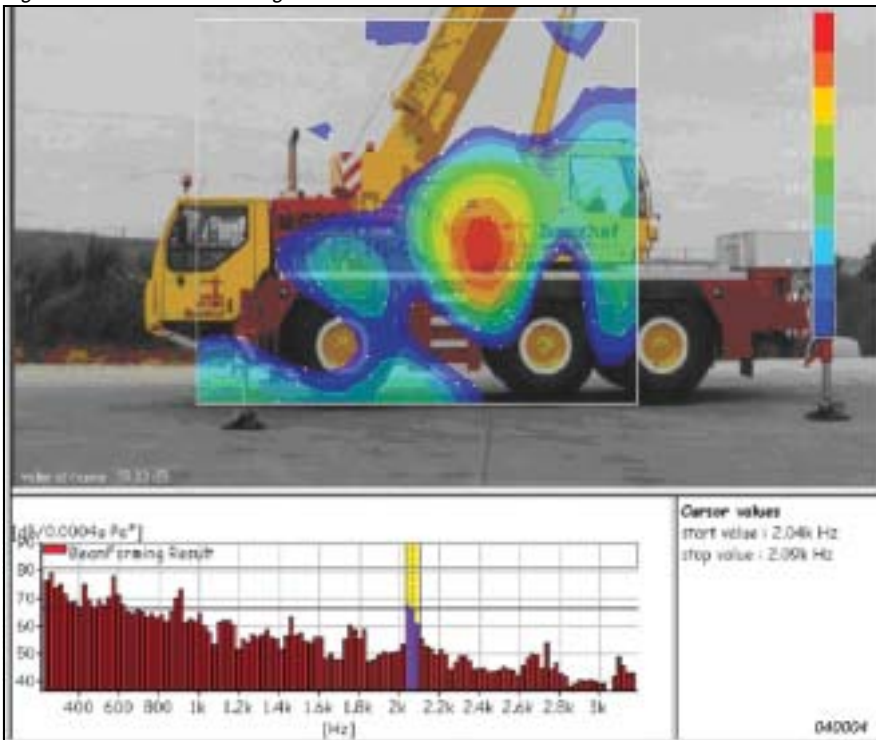 [dB/0.0004s Pa²]
90
BeamForming Result
80
70
60
50
40
400 600 800 1k 1.2k 1.4k 1.6k 1.8k 2k 2.2k 2.4k 2.6k 2.8k 3k
[Hz]
Cursor values
start value : 2.04k Hz
stop value : 2.09k Hz
040004